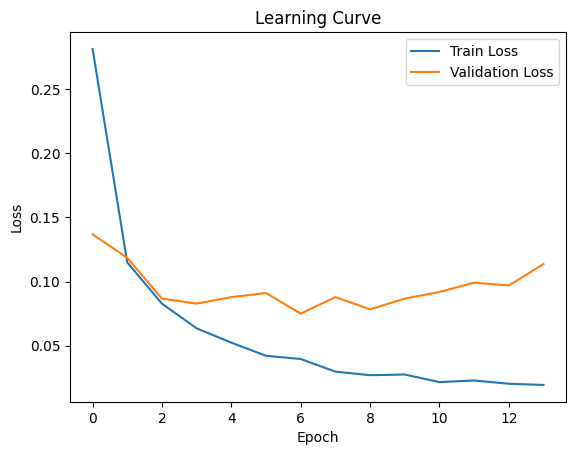 Learning Curve
Train Loss
Validation Loss
0.25
0.20
0.15
0.10
0.05
Loss
0 2 4 6 8 10 12
Epoch